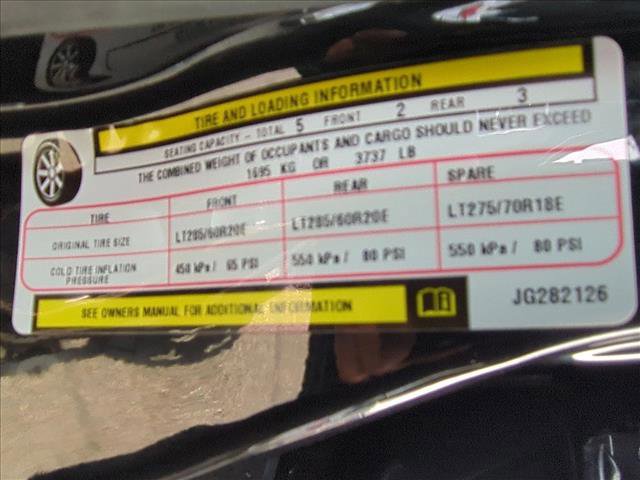 TIRE AND LOADING INFORMATION
SEATING CAPACITY - TOTAL 5 FRONT 2 REAR 3
THE COMBINED WEIGHT OF OCCUPANTS AND CARGO SHOULD NEVER EXCEED
1695 KG OR 3737 LB
TIRE FRONT REAR SPARE
ORIGINAL TIRE SIZE LT285/60R20E LT285/60R20E LT275/70R18E
COLD TIRE INFLATION PRESSURE 450 kPa / 65 PSI 550 kPa / 80 PSI 550 kPa / 80 PSI
SEE OWNERS MANUAL FOR ADDITIONAL INFORMATION
JG282126